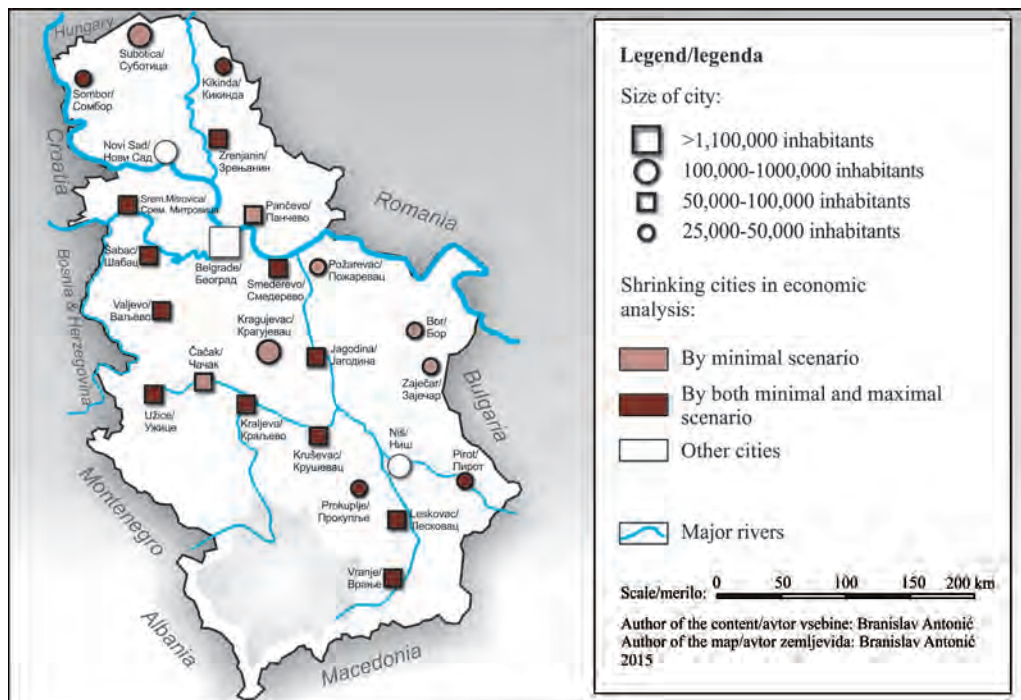 Hungary
Subotica/
Суботица
Sombor/
Сомбор
Kikinda/
Кикинда
Croatia
Novi Sad/
Нови Сад
Zrenjanin/
Зрењанин
Srem.Mitrovica/
Срем. Митровица
Pančevo/
Панчево
Romania
Šabac/
Шабац
Belgrade/
Београд
Smederevo/
Смедерево
Požarevac/
Пожаревац
Bosnia & Herzegovina
Valjevo/
Ваљево
Kragujevac/
Крагујевац
Bor/
Бор
Čačak/
Чачак
Jagodina/
Јагодина
Zaječar/
Зајечар
Bulgaria
Užice/
Ужице
Kraljevo/
Краљево
Kruševac/
Крушевац
Niš/
Ниш
Pirot/
Пирот
Montenegro
Prokuplje/
Прокупље
Leskovac/
Лесковац
Vranje/
Врање
Albania
Macedonia
Legend/legenda
Size of city:
>1,100,000 inhabitants
100,000-1000,000 inhabitants
50,000-100,000 inhabitants
25,000-50,000 inhabitants
Shrinking cities in economic
analysis:
By minimal scenario
By both minimal and maximal
scenario
Other cities
Major rivers
Scale/merilo:
0 50 100 150 200 km
Author of the content/avtor vsebine: Branislav Antonić
Author of the map/avtor zemljevida: Branislav Antonić
2015